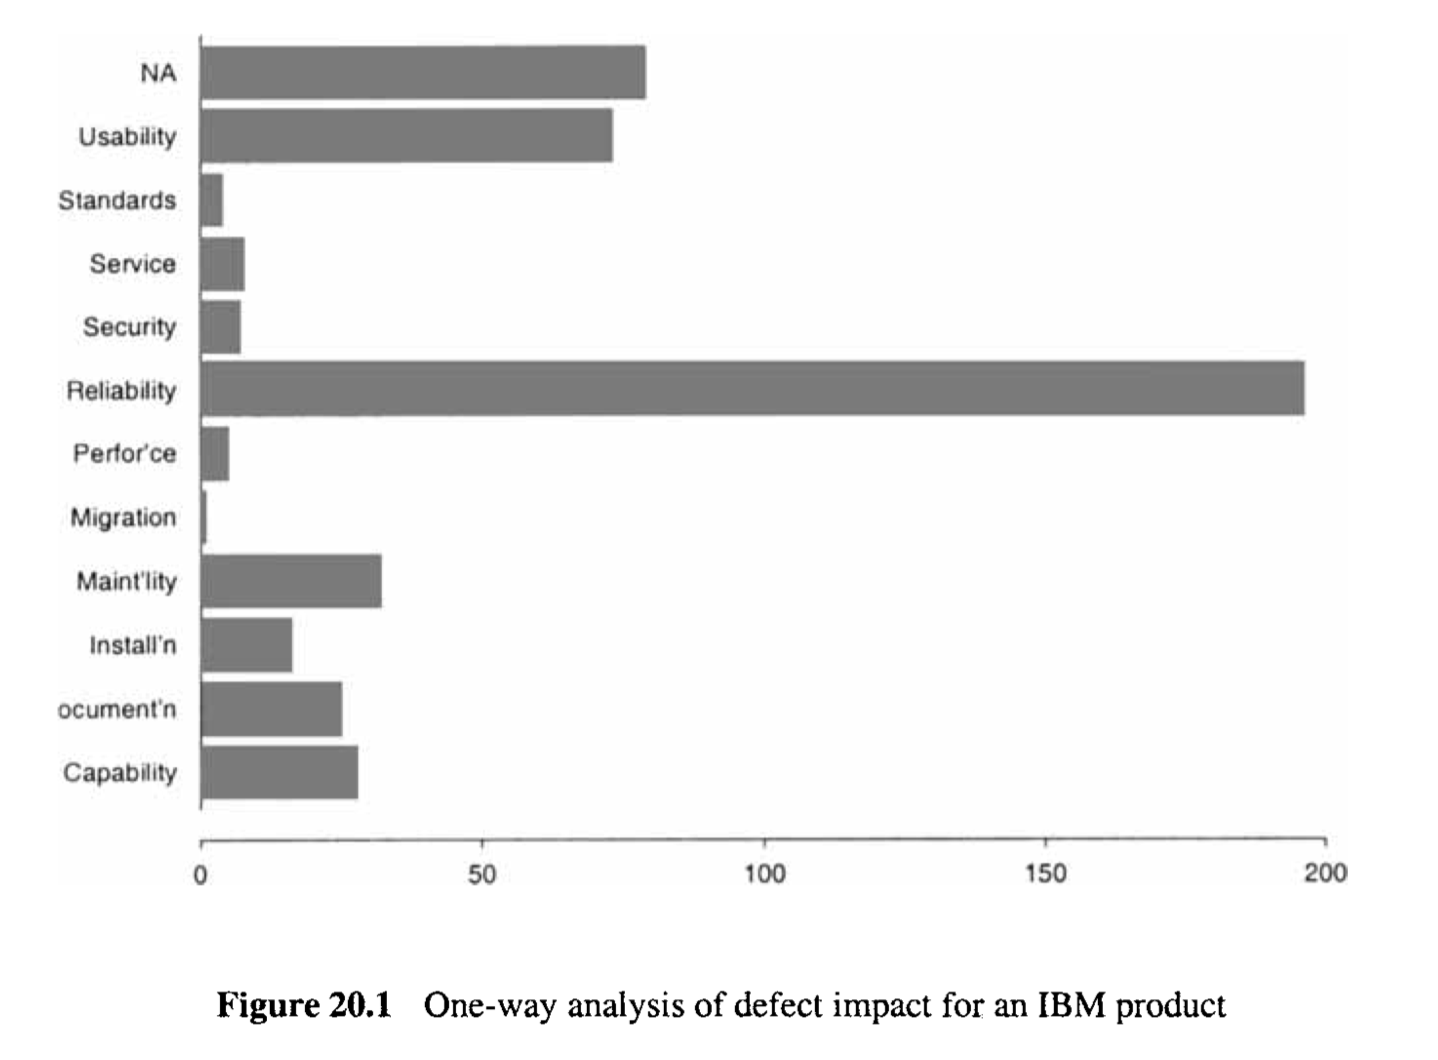 NA
Usability
Standards
Service
Security
Reliability
Perfor'ce
Migration
Maint'lity
Install'n
ocument'n
Capability
0 50 100 150 200
Figure 20.1 One-way analysis of defect impact for an IBM product